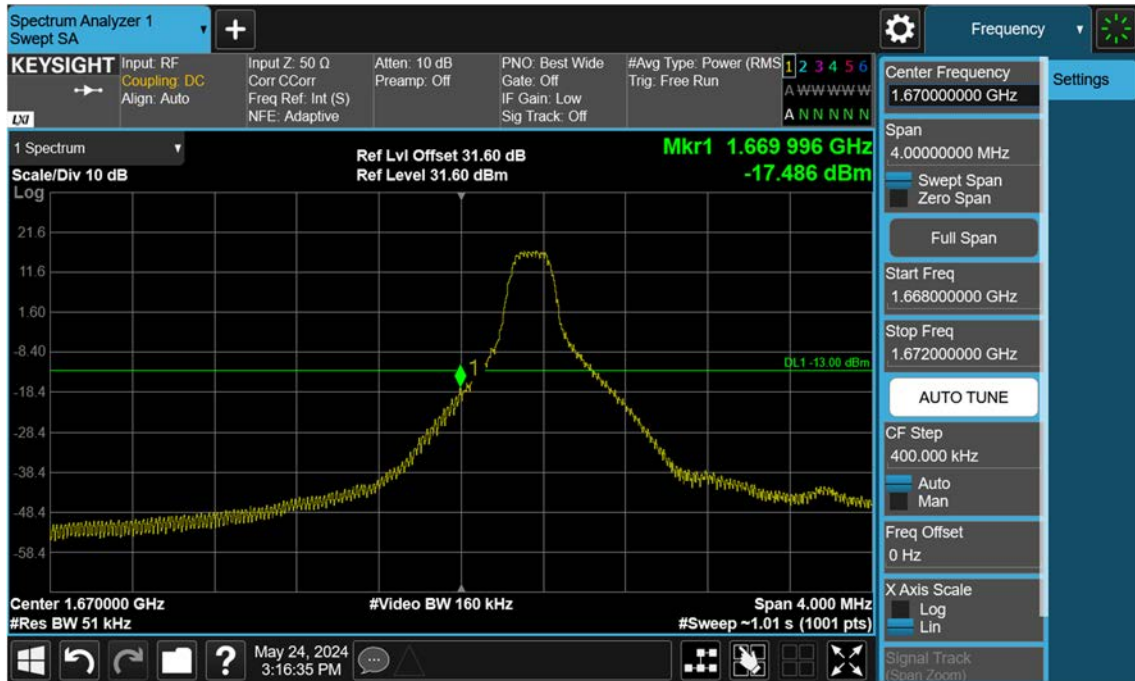 Spectrum Analyzer 1
Swept SA
Frequency
KEYSIGHT
LXI
Input: RF
Coupling: DC
Align: Auto
Input Z: 50 Ω
Corr CCorr
Freq Ref: Int (S)
NFE: Adaptive
Atten: 10 dB
Preamp: Off
PNO: Best Wide
Gate: Off
IF Gain: Low
Sig Track: Off
#Avg Type: Power (RMS
Trig: Free Run
1 2 3 4 5 6
A W W W W W
A N N N N N
1 Spectrum
Scale/Div 10 dB
Ref Lvl Offset 31.60 dB
Ref Level 31.60 dBm
Mkr1 1.669 996 GHz
-17.486 dBm
Log
21.6
11.6
1.60
-8.40
-18.4
-28.4
-38.4
-48.4
-58.4
1
DL1 -13.00 dBm
Center 1.670000 GHz
#Res BW 51 kHz
#Video BW 160 kHz
Span 4.000 MHz
#Sweep ~1.01 s (1001 pts)
Center Frequency
1.670000000 GHz
Span
4.00000000 MHz
Swept Span
Zero Span
Full Span
Start Freq
1.668000000 GHz
Stop Freq
1.672000000 GHz
AUTO TUNE
CF Step
400.000 kHz
Auto
Man
Freq Offset
0 Hz
X Axis Scale
Log
Lin
Signal Track
(Span Zoom)
Settings
?
May 24, 2024
3:16:35 PM